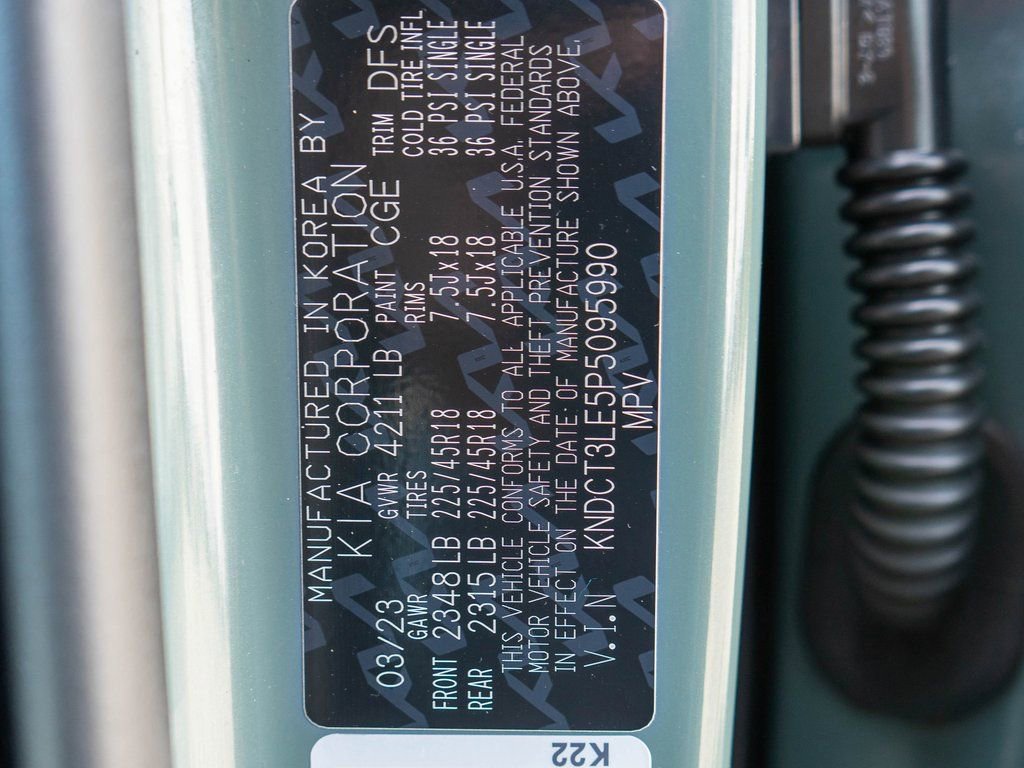 MANUFACTURED IN KOREA BY
KIA CORPORATION
03/23 GVWR 4211 LB PAINT CGE TRIM DFS
GAWR TIRES RIMS COLD TIRE INFL
FRONT 2348 LB 225/45R18 7.5Jx18 36 PSI SINGLE
REAR 2315 LB 225/45R18 7.5Jx18 36 PSI SINGLE
THIS VEHICLE CONFORMS TO ALL APPLICABLE U.S.A. FEDERAL
MOTOR VEHICLE SAFETY AND THEFT PREVENTION STANDARDS
IN EFFECT ON THE DATE OF MANUFACTURE SHOWN ABOVE.
V.I.N KNDCT3LE5P5095990
MPV
K22